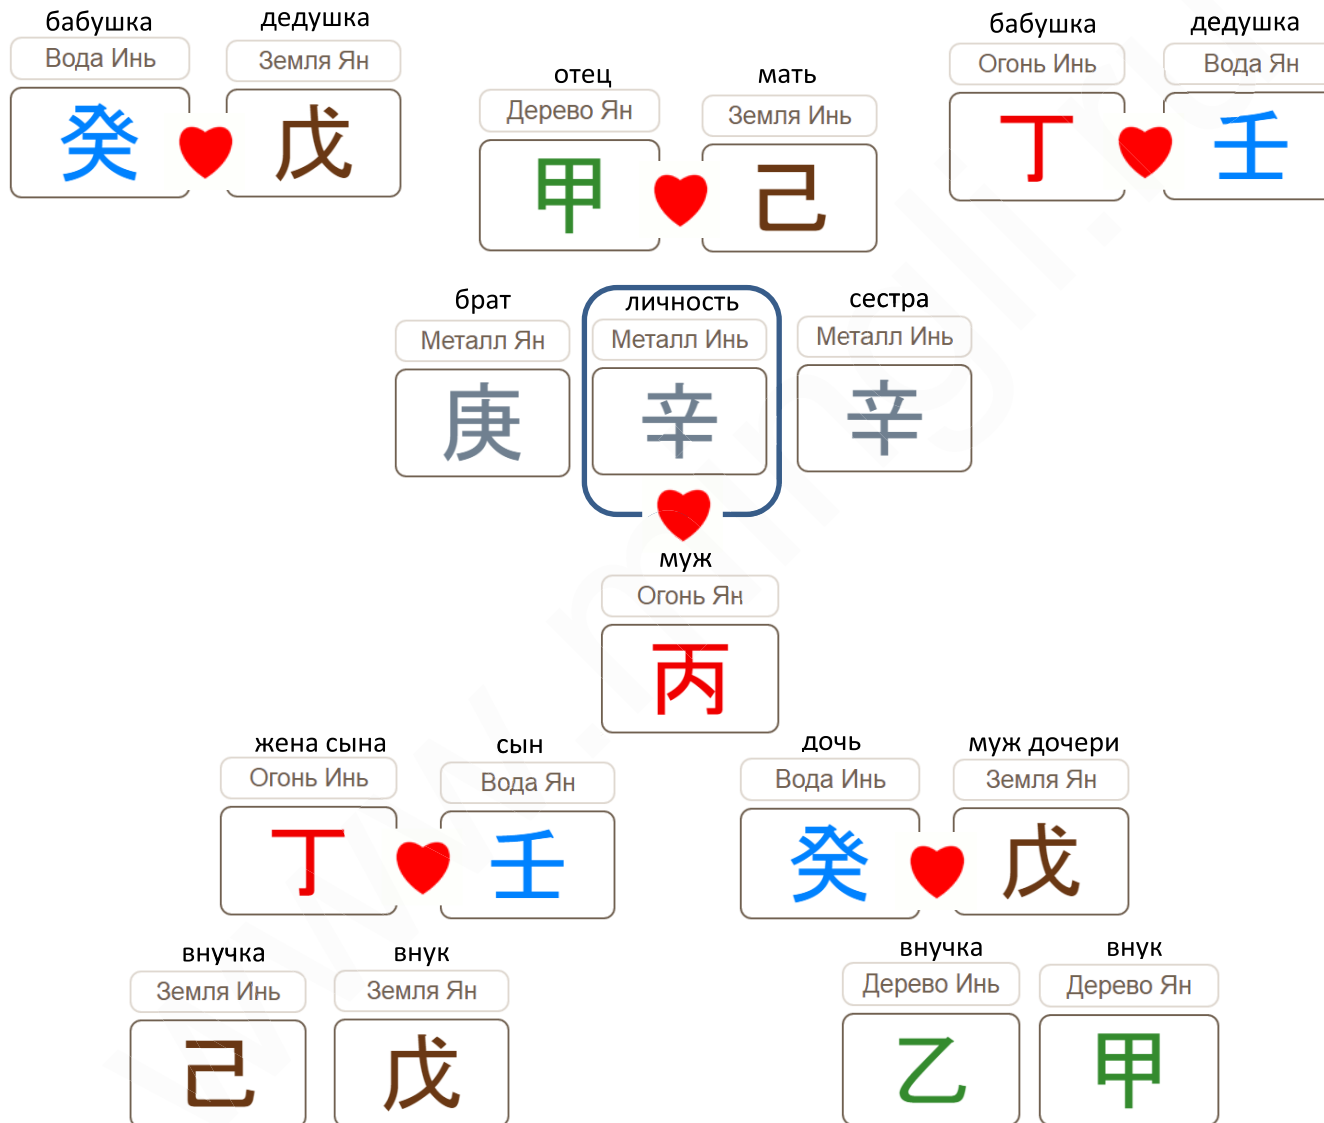 бабушка
дедушка
Вода Инь
Земля Ян
癸
戊
отец
мать
Дерево Ян
Земля Инь
甲
己
бабушка
дедушка
Огонь Инь
Вода Ян
丁
壬
брат
личность
сестра
Металл Ян
Металл Инь
Металл Инь
庚
辛
辛
муж
Огонь Ян
丙
жена сына
сын
Огонь Инь
Вода Ян
丁
壬
дочь
муж дочери
Вода Инь
Земля Ян
癸
戊
внучка
внук
Земля Инь
Земля Ян
己
戊
внучка
внук
Дерево Инь
Дерево Ян
乙
甲